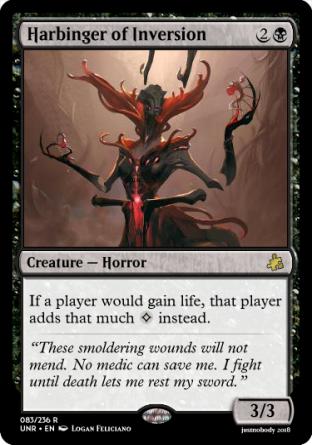 Harbinger of Inversion 2
Creature — Horror
If a player would gain life, that player
adds that much instead.
“These smoldering wounds will not
mend. No medic can save me. I fight
until death lets me rest my sword.”
3/3
083/236 R
UNR • EN Logan Feliciano
justnobody 2018